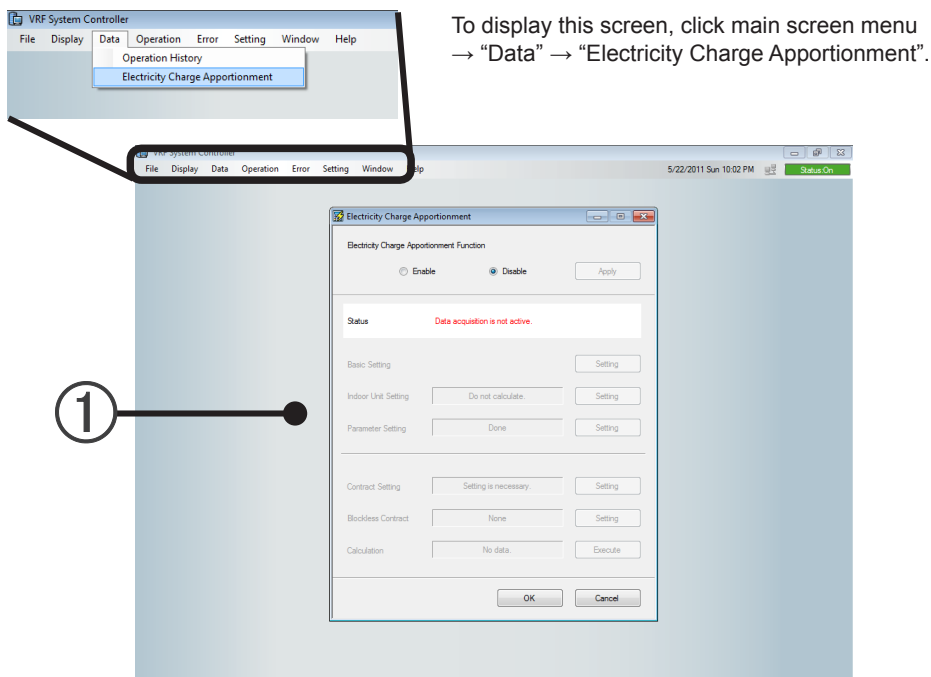 VRF System Controller
File Display Data Operation Error Setting Window Help
Operation History
Electricity Charge Apportionment
To display this screen, click main screen menu
→ “Data” → “Electricity Charge Apportionment”.
VRF System Controller
File Display Data Operation Error Setting Window Help
5/22/2011 Sun 10:02 PM
Status:On
Electricity Charge Apportionment
Electricity Charge Apportionment Function
Enable Disable Apply
Status Data acquisition is not active.
Basic Setting Setting
Indoor Unit Setting Do not calculate. Setting
Parameter Setting Done Setting
1
Contract Setting Setting is necessary. Setting
Blockless Contract None Setting
Calculation No data. Execute
OK Cancel